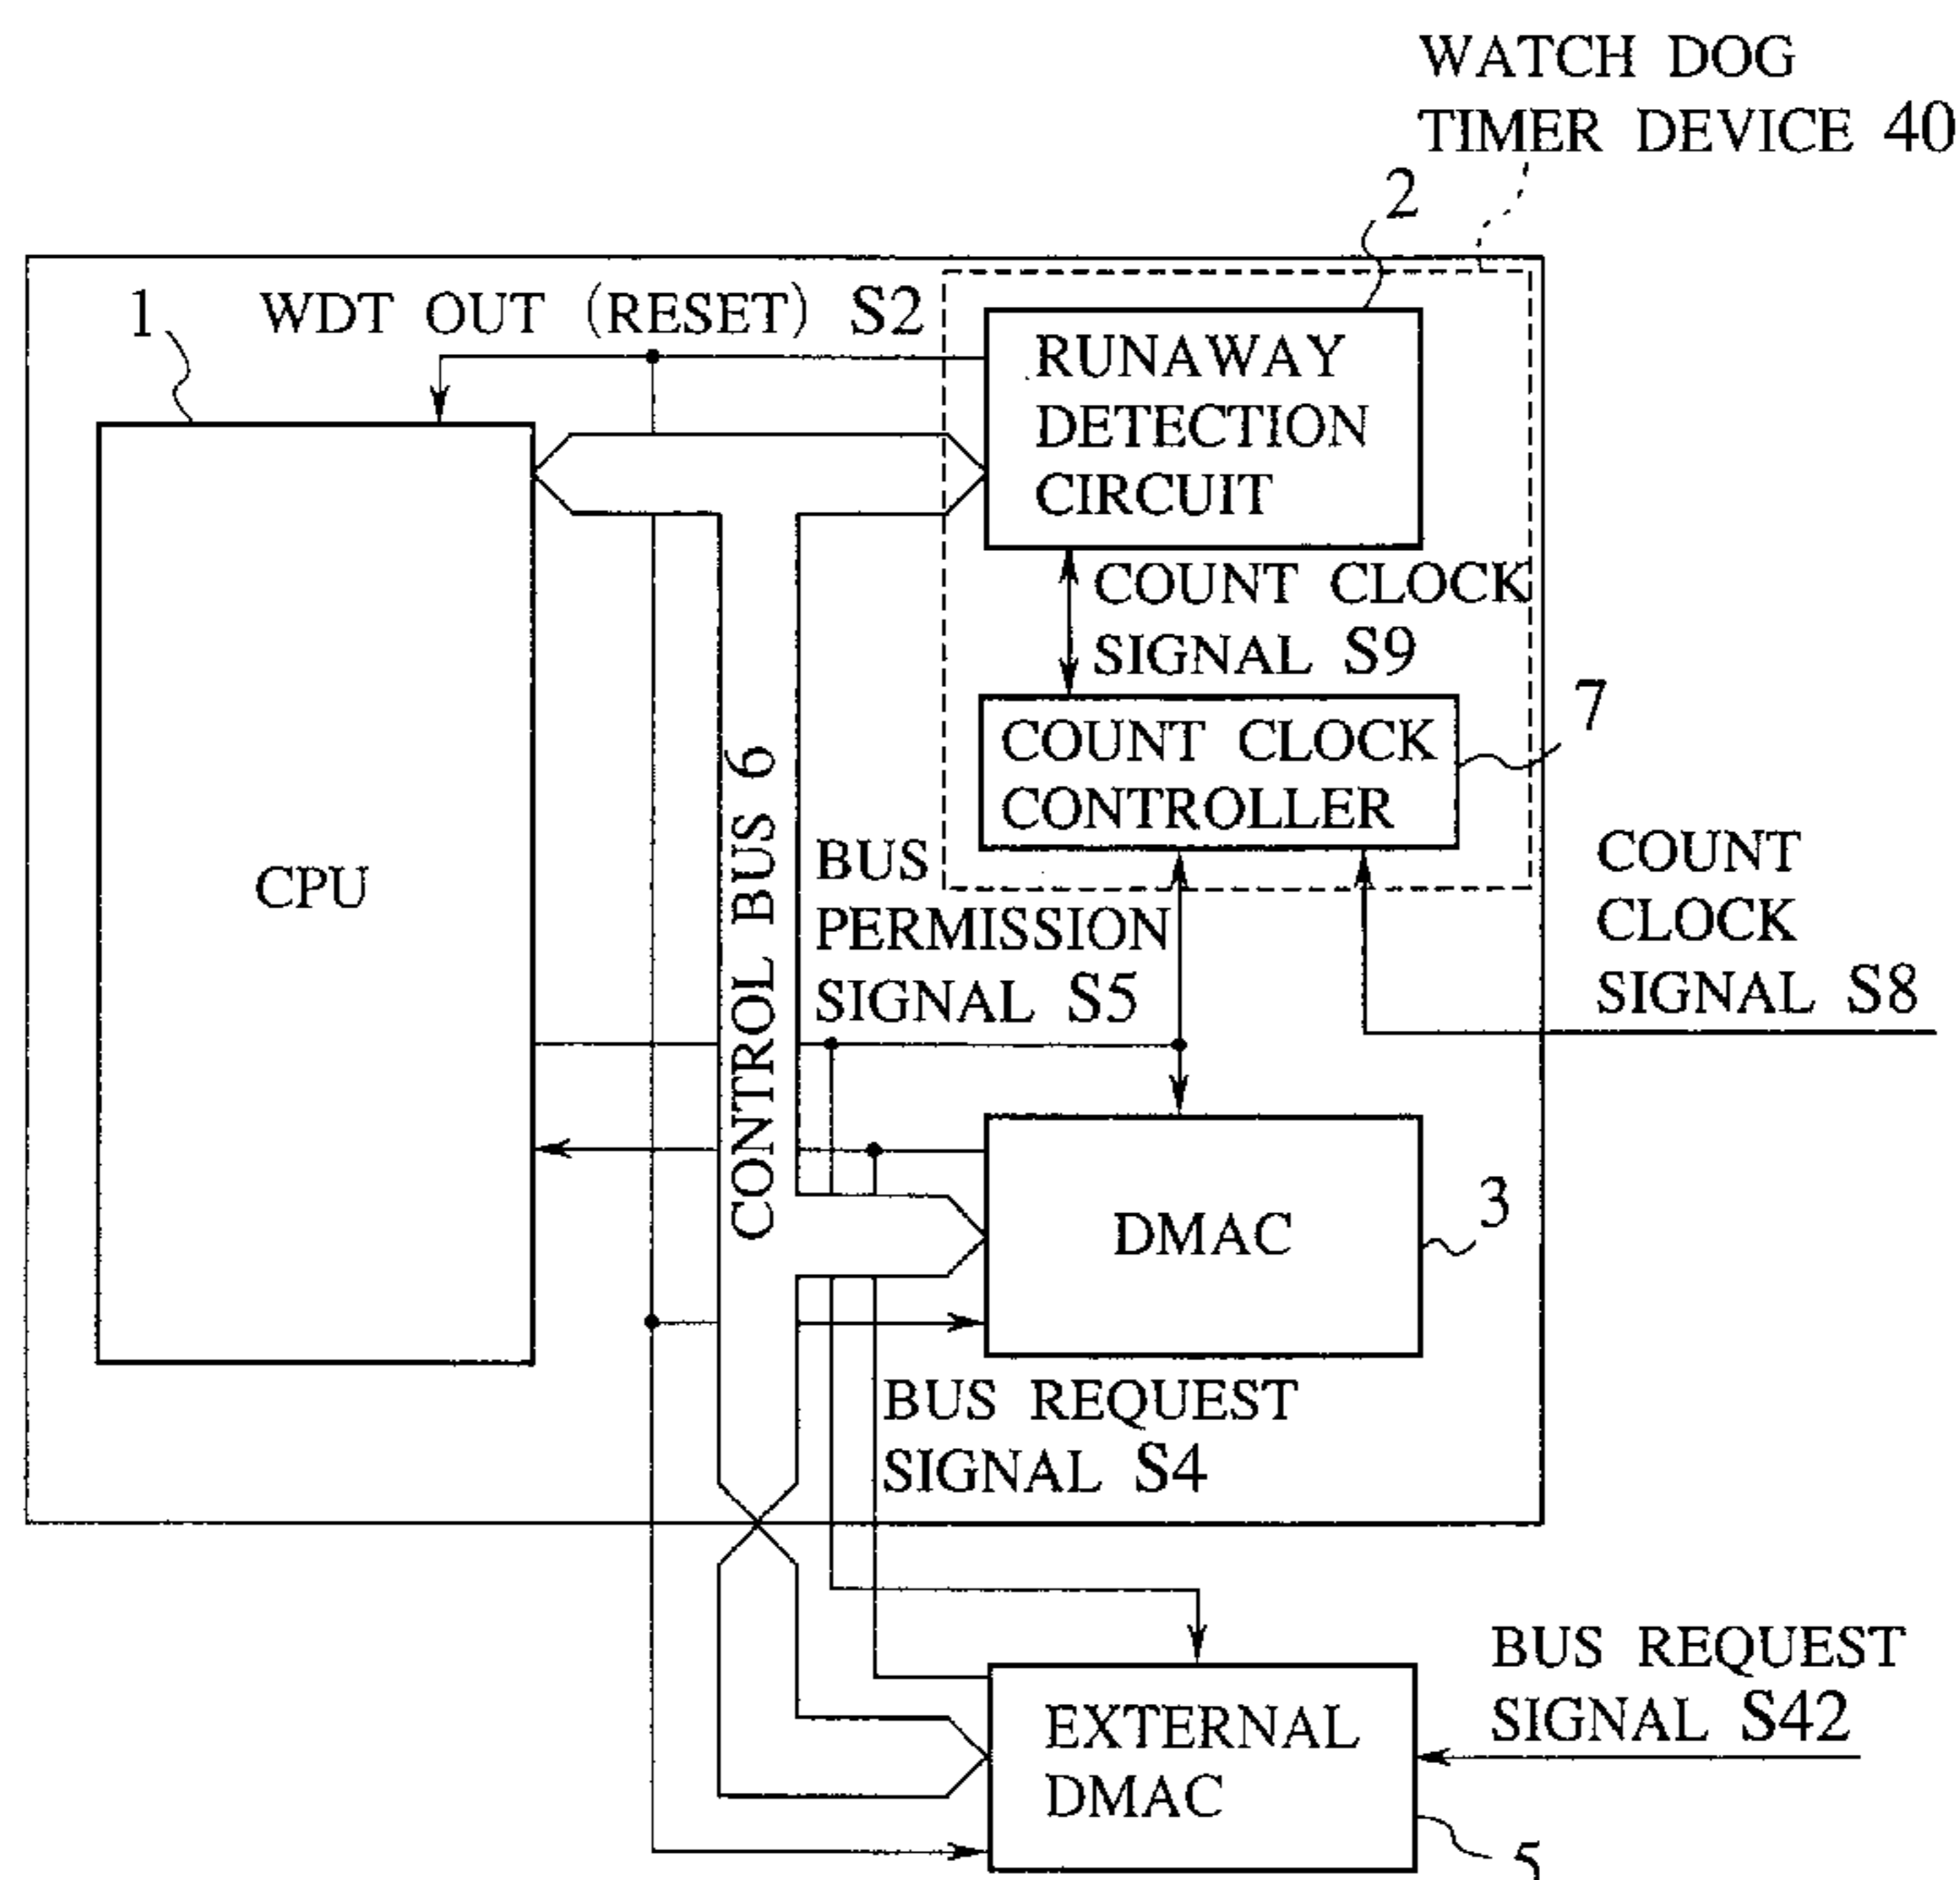 WATCH DOG
TIMER DEVICE 40
2
1
WDT OUT (RESET) S2
RUNAWAY
DETECTION
CIRCUIT
COUNT CLOCK
SIGNAL S9
7
COUNT CLOCK
CONTROLLER
CONTROL BUS 6
CPU
BUS
PERMISSION
SIGNAL S5
COUNT
CLOCK
SIGNAL S8
DMAC
3
BUS REQUEST
SIGNAL S4
BUS REQUEST
SIGNAL S42
EXTERNAL
DMAC
5